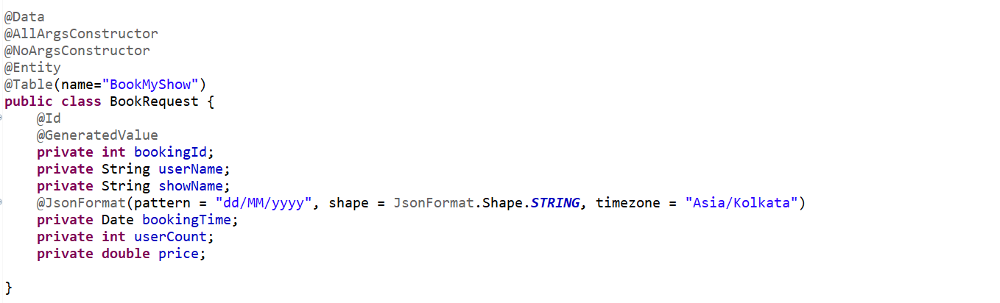 @Data
@AllArgsConstructor
@NoArgsConstructor
@Entity
@Table(name="BookMyShow")
public class BookRequest {
    @Id
    @GeneratedValue
    private int bookingId;
    private String userName;
    private String showName;
    @JsonFormat(pattern = "dd/MM/yyyy", shape = JsonFormat.Shape.STRING, timezone = "Asia/Kolkata")
    private Date bookingTime;
    private int userCount;
    private double price;
}